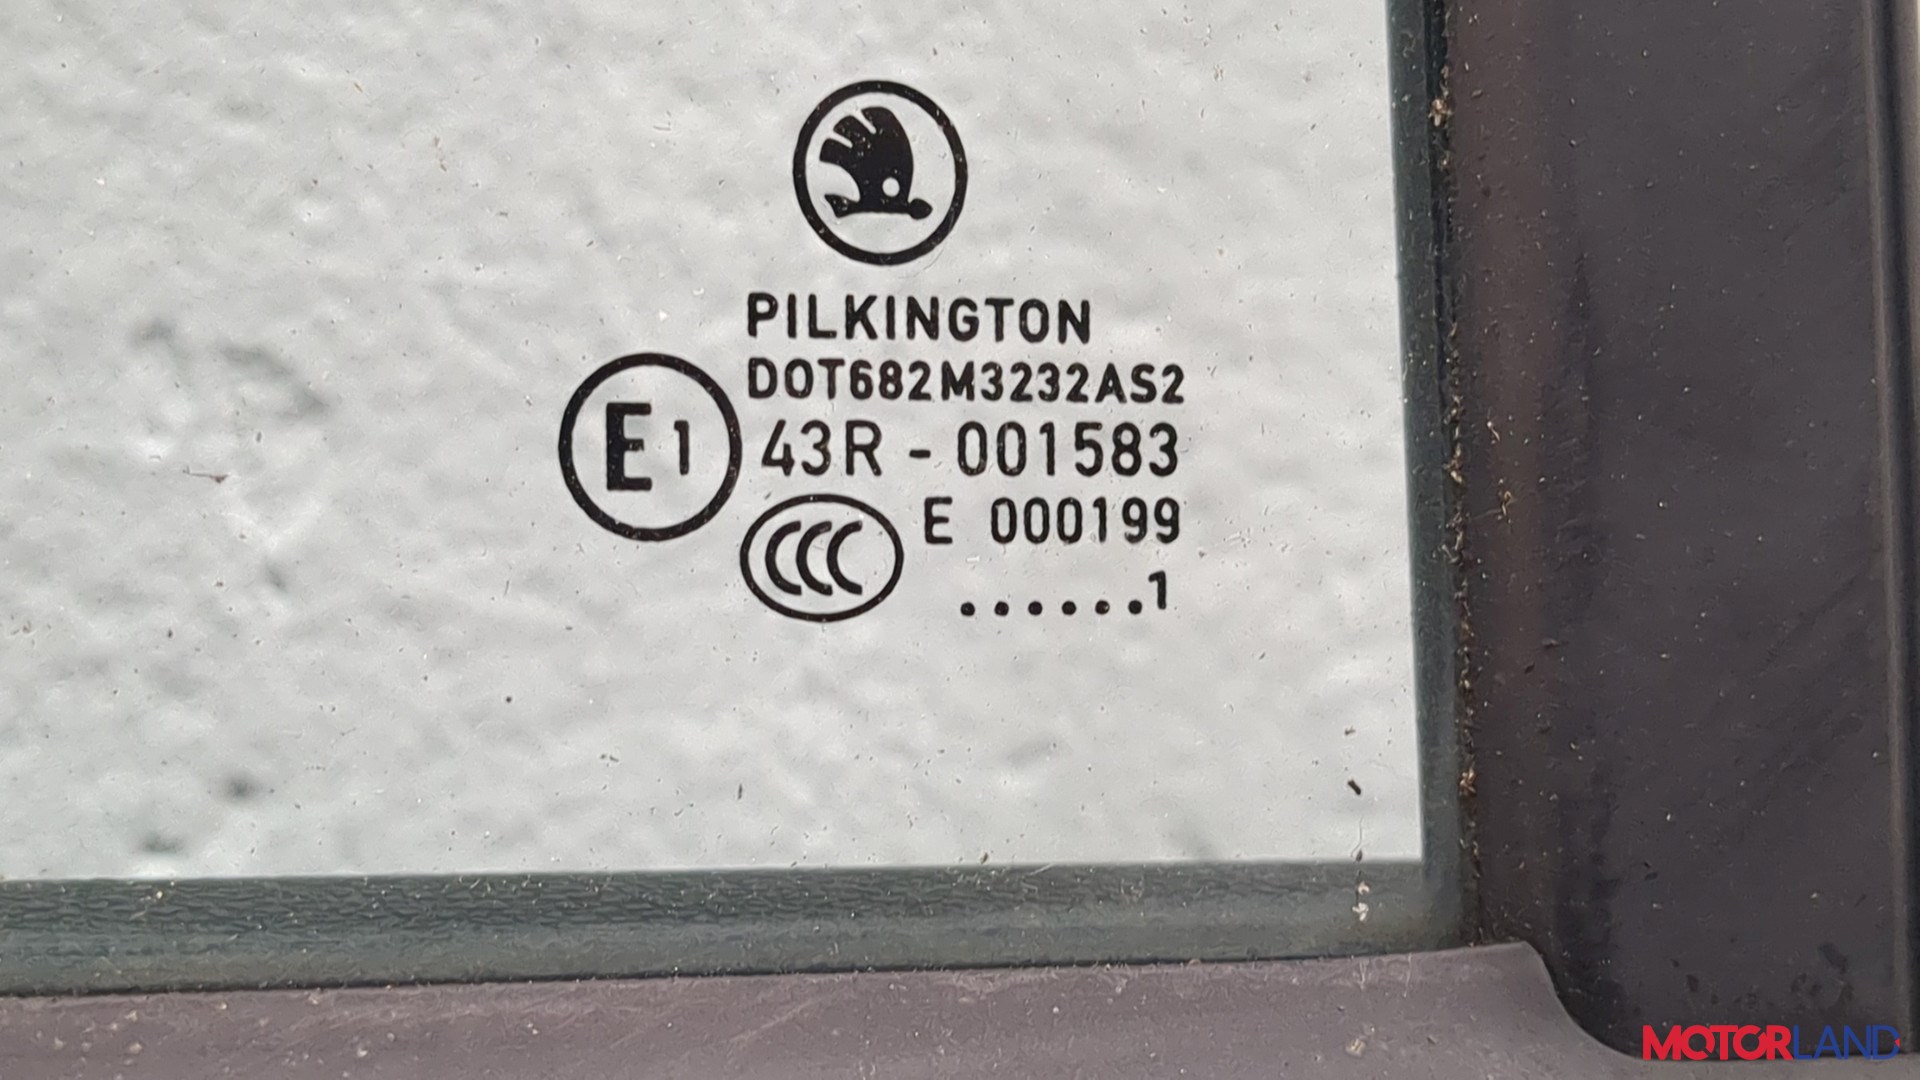 PILKINGTON
DOT682M3232AS2
E1 43R - 001583
CCC E 000199
......1
MOTORLAND